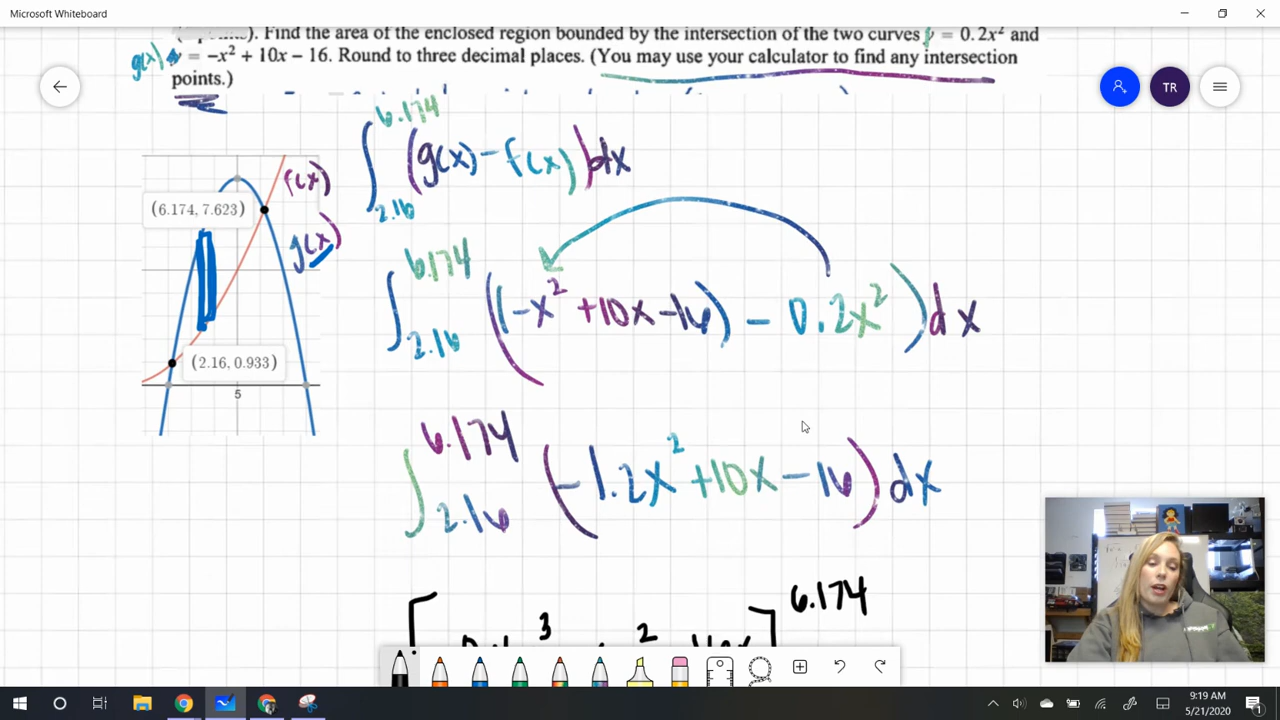 Microsoft Whiteboard
). Find the area of the enclosed region bounded by the intersection of the two curves = 0.2x² and
g(x) = −x² + 10x − 16. Round to three decimal places. (You may use your calculator to find any intersection
points.)
TR
∫ 6.174 2.16 (g(x) − f(x)) dx
f(x)
(6.174, 7.623)
g(x)
∫ 6.174 2.16 ((−x² + 10x − 16) − 0.2x²) dx
(2.16, 0.933)
5
∫ 6.174 2.16 (−1.2x² + 10x − 16) dx
6.174
3 2
9:19 AM
5/21/2020
1